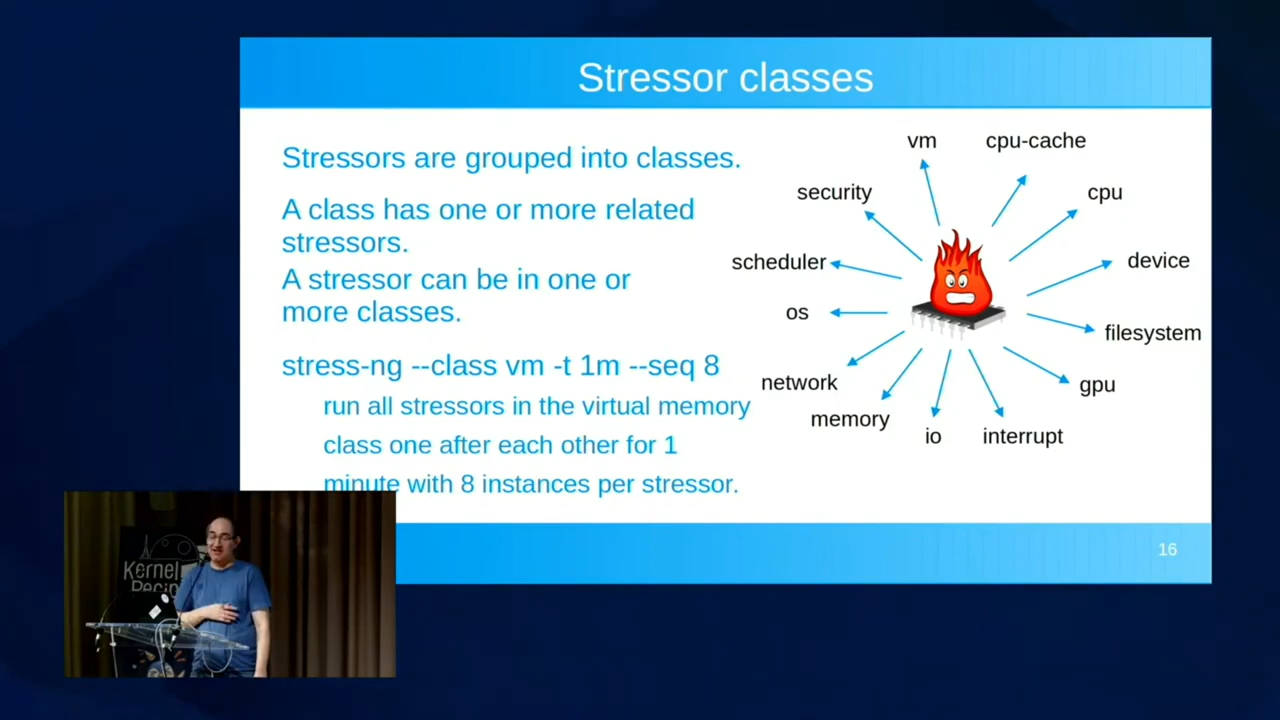 Stressor classes
Stressors are grouped into classes.
A class has one or more related
stressors.
A stressor can be in one or
more classes.
stress-ng --class vm -t 1m --seq 8
run all stressors in the virtual memory
class one after each other for 1
minute with 8 instances per stressor.
vm
cpu-cache
security
cpu
scheduler
device
os
filesystem
network
gpu
memory
io
interrupt
16
Kernel
Recip